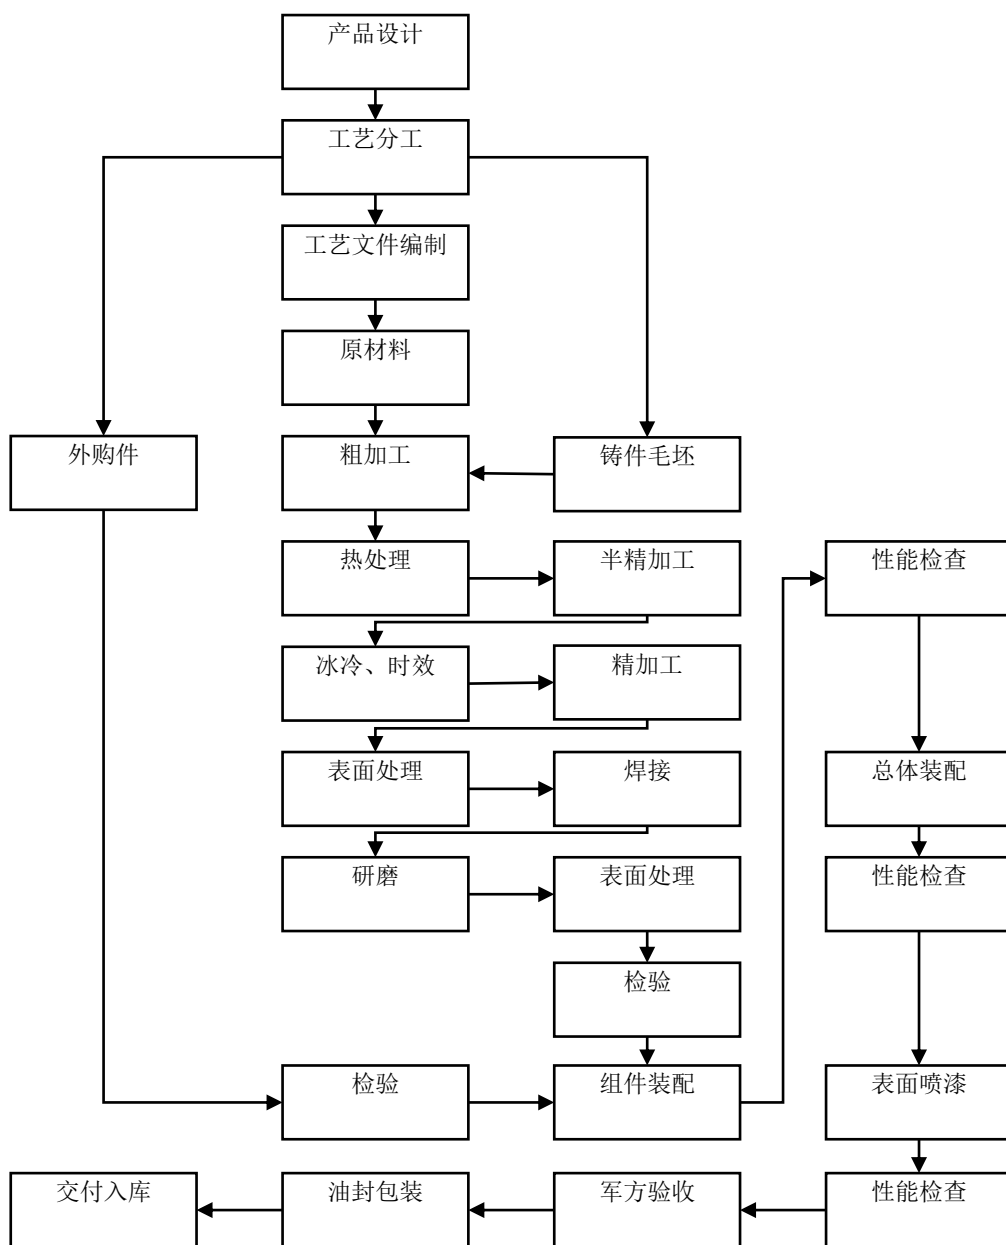 产品设计
工艺分工
工艺文件编制
原材料
外购件
粗加工
铸件毛坯
热处理
半精加工
性能检查
冰冷、时效
精加工
表面处理
焊接
总体装配
研磨
表面处理
性能检查
检验
检验
组件装配
表面喷漆
交付入库
油封包装
军方验收
性能检查